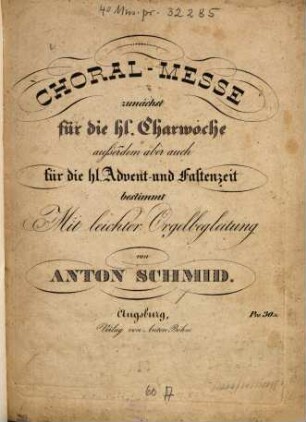 4° Mus. pr. 32285
CHORAL-MESSE
zunächst
für die hl. Charwoche
außerdem aber auch
für die hl. Advent-und Fastenzeit
bestimmt
Mit leichter Orgelbegleitung
von
ANTON SCHMID.
Augsburg,
Pr. 30
Verlag von Anton Böhm